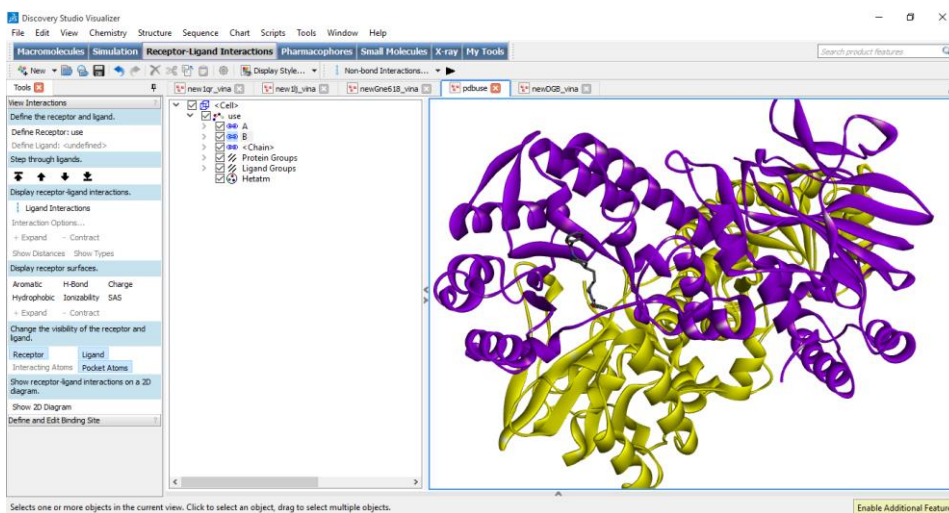 Discovery Studio Visualizer
File Edit View Chemistry Structure Sequence Chart Scripts Tools Window Help
Macromolecules Simulation Receptor-Ligand Interactions Pharmacophores Small Molecules X-ray My Tools
Search product features
New Display Style... Non-bond Interactions...
Tools
new1qr_vina
newGne618_vina
pdbuse
newDGB_vina
View Interactions
Define the receptor and ligand.
Define Receptor: use
Define Ligand: <undefined>
Step through ligands.
Display receptor-ligand interactions.
Ligand Interactions
Interaction Options...
+ Expand − Contract
Show Distances Show Types
Display receptor surfaces.
Aromatic H-Bond Charge
Hydrophobic Ionizability SAS
+ Expand − Contract
Change the visibility of the receptor and
ligand.
Receptor Ligand
Interacting Atoms Pocket Atoms
Show receptor-ligand interactions on a 2D
diagram.
Show 2D Diagram
Define and Edit Binding Site
<Cell>
use
A
B
<Chain>
Protein Groups
Ligand Groups
Hetatm
Selects one or more objects in the current view. Click to select an object, drag to select multiple objects.
Enable Additional Feature